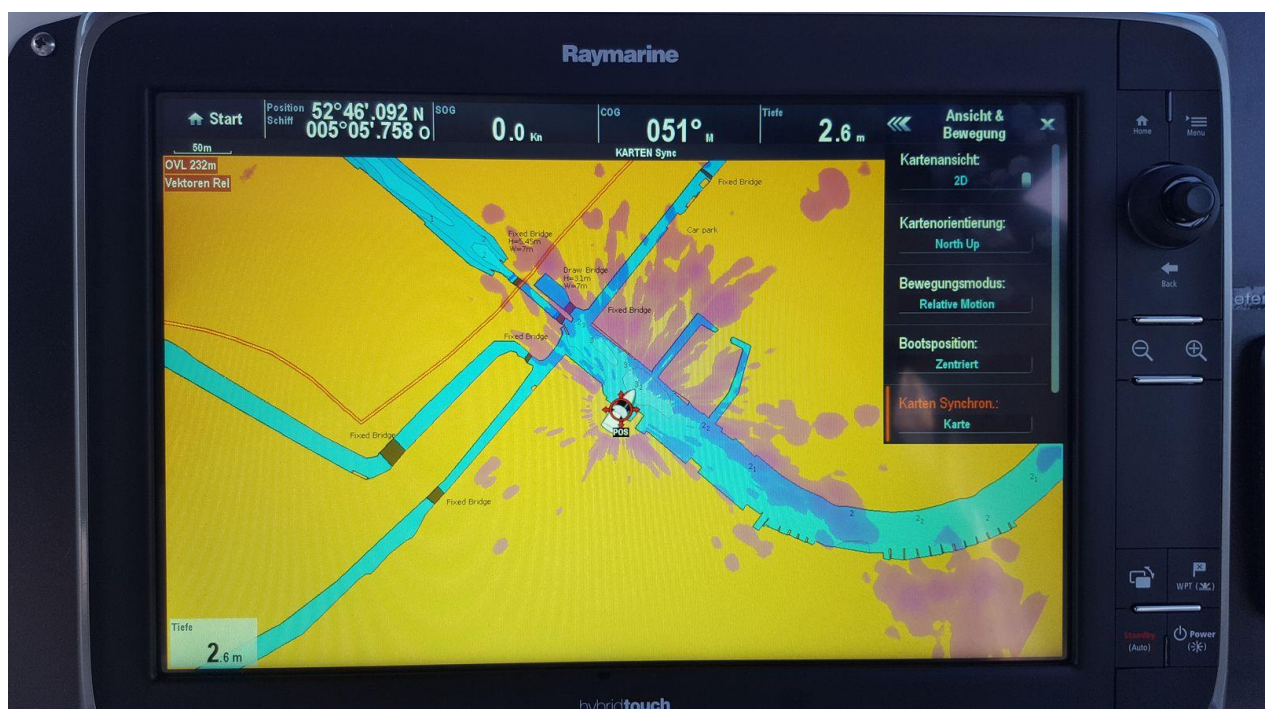 Raymarine
Start
Position
Schiff
52°46'.092 N
005°05'.758 O
SOG
0.0 Kn
COG
051° M
Tiefe
2.6 m
Ansicht &
Bewegung
X
KARTEN Sync
50m
OVL 232m
Vektoren Rel
Kartenansicht:
2D
Kartenorientierung:
North Up
Bewegungsmodus:
Relative Motion
Bootsposition:
Zentriert
Karten Synchron.:
Karte
Fixed Bridge
Car park
Fixed Bridge
H=5.45m
W=7m
Draw Bridge
H=3.1m
W=7m
Fixed Bridge
Fixed Bridge
POS
Fixed Bridge
Fixed Bridge
Tiefe
2.6 m
Home
Menu
Back
WPT
Standby
(Auto)
Power
hybridtouch